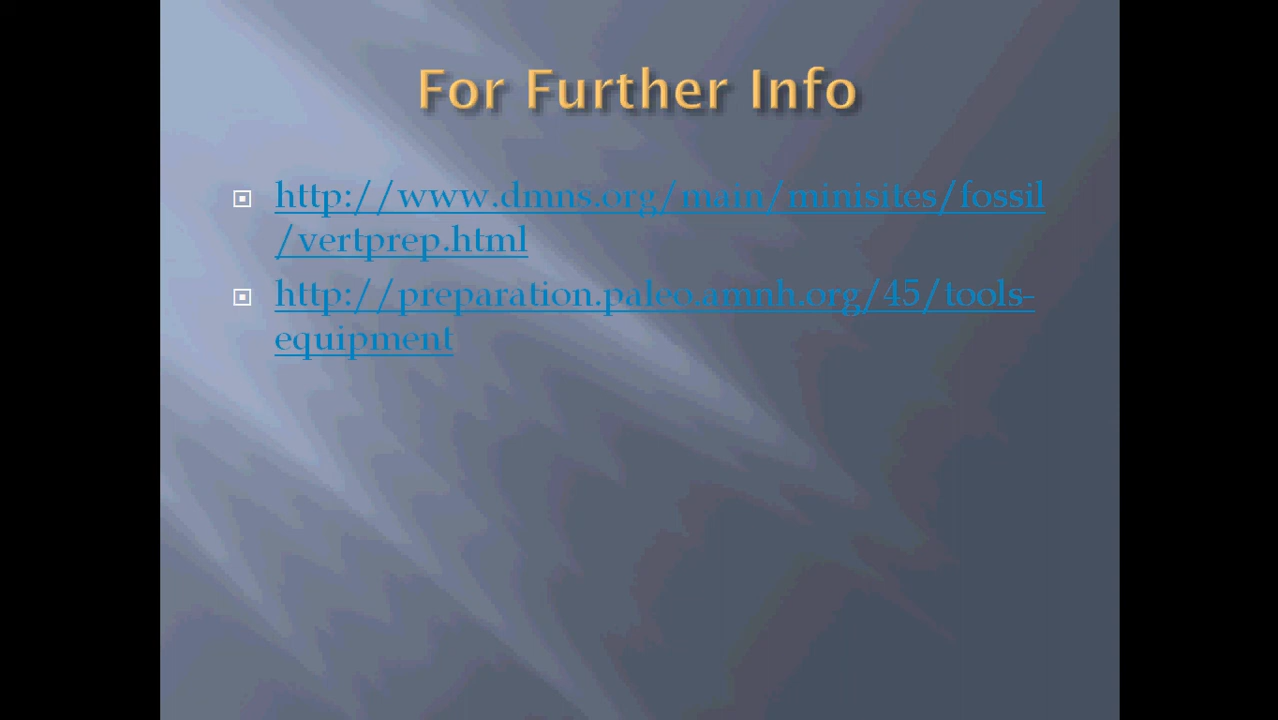 For Further Info
http://www.dmns.org/main/minisites/fossil
/vertprep.html
http://preparation.paleo.amnh.org/45/tools-
equipment